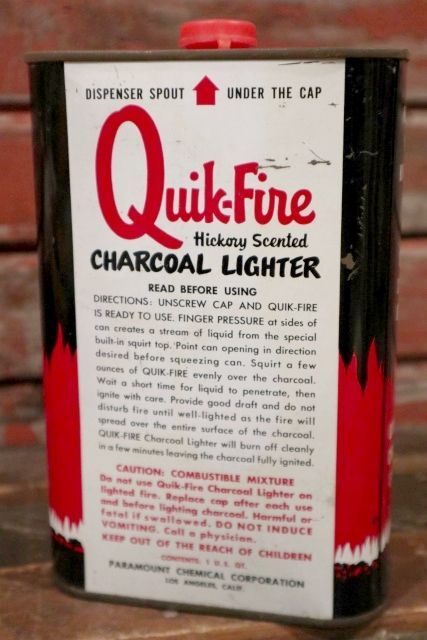 DISPENSER SPOUT UNDER THE CAP
Quik-Fire
Hickory Scented
CHARCOAL LIGHTER
READ BEFORE USING
DIRECTIONS: UNSCREW CAP AND QUIK-FIRE
IS READY TO USE. FINGER PRESSURE at sides of
can creates a stream of liquid from the special
built-in squirt top. Point can opening in direction
desired before squeezing can. Squirt a few
ounces of QUIK-FIRE evenly over the charcoal.
Wait a short time for liquid to penetrate, then
ignite with care. Provide good draft and do not
disturb fire until well-lighted as the fire will
spread over the entire surface of the charcoal.
QUIK-FIRE Charcoal Lighter will burn off cleanly
in a few minutes leaving the charcoal fully ignited.
CAUTION: COMBUSTIBLE MIXTURE
Do not use Quik-Fire Charcoal Lighter on
lighted fire. Replace cap after each use
and before lighting charcoal. Harmful or
fatal if swallowed. DO NOT INDUCE
VOMITING. Call a physician.
KEEP OUT OF THE REACH OF CHILDREN
CONTENTS: 1 U.S. QT.
PARAMOUNT CHEMICAL CORPORATION
LOS ANGELES, CALIF.